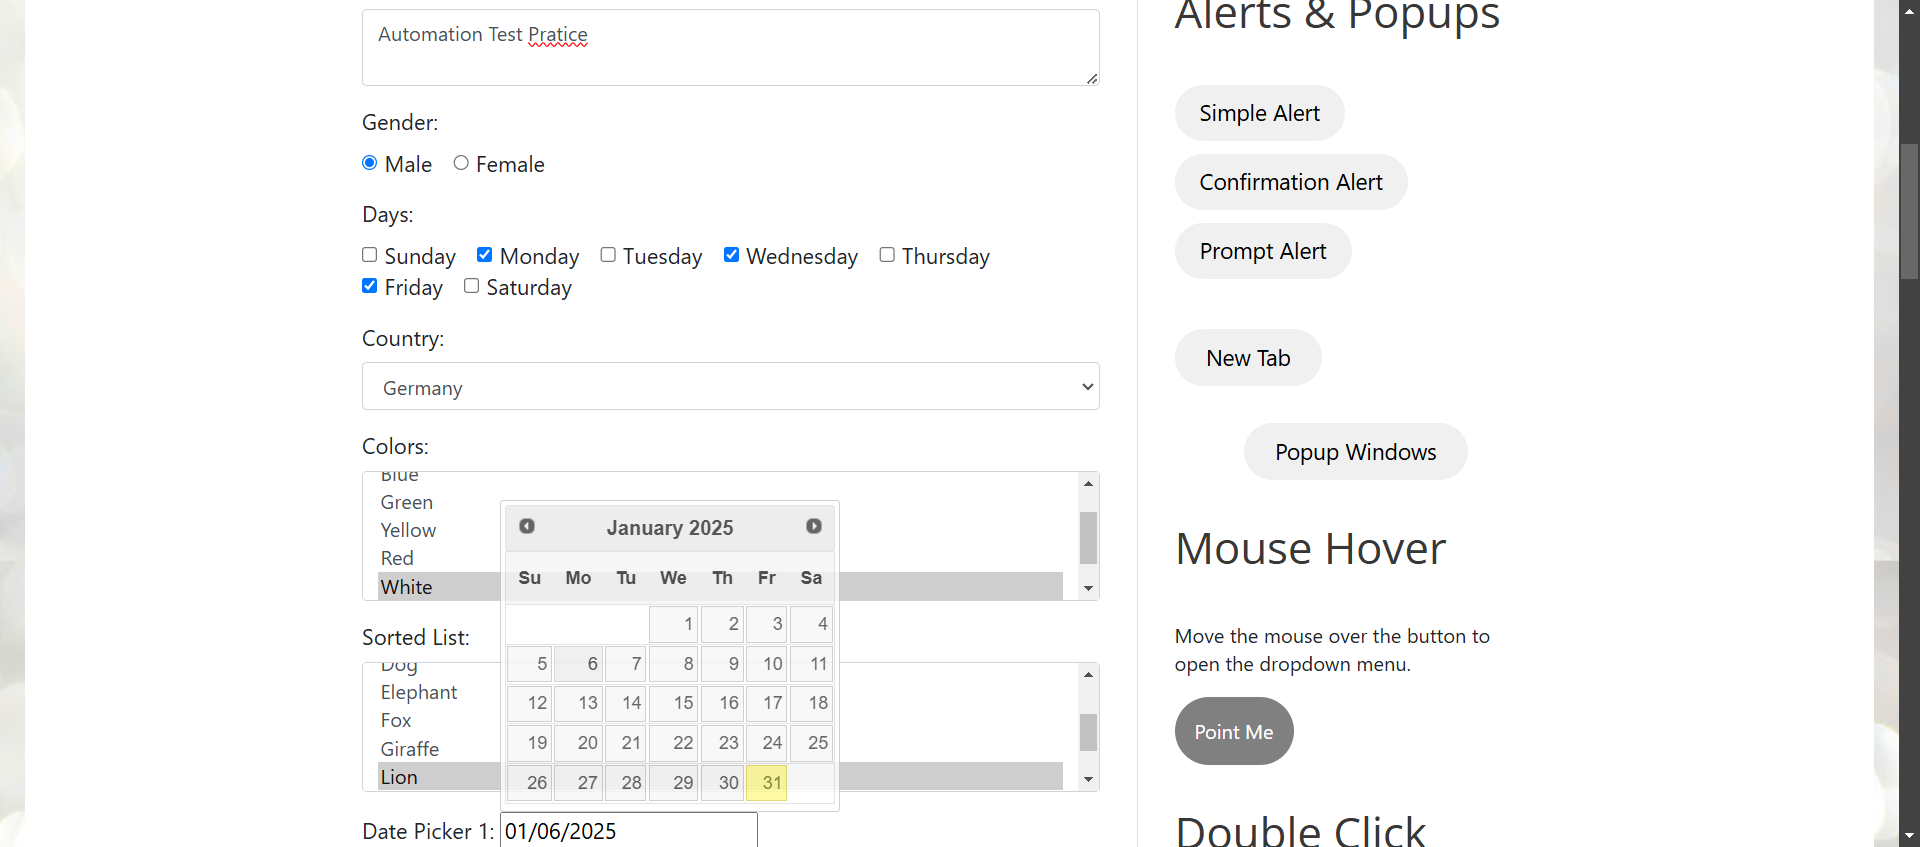 Automation Test Pratice
Gender:
Male Female
Days:
Sunday Monday Tuesday Wednesday Thursday
Friday Saturday
Country:
Germany
Colors:
Blue
Green
Yellow
Red
White
January 2025
Su Mo Tu We Th Fr Sa
1 2 3 4
5 6 7 8 9 10 11
12 13 14 15 16 17 18
19 20 21 22 23 24 25
26 27 28 29 30 31
Sorted List:
Dog
Elephant
Fox
Giraffe
Lion
Date Picker 1: 01/06/2025
Alerts & Popups
Simple Alert
Confirmation Alert
Prompt Alert
New Tab
Popup Windows
Mouse Hover
Move the mouse over the button to
open the dropdown menu.
Point Me
Double Click